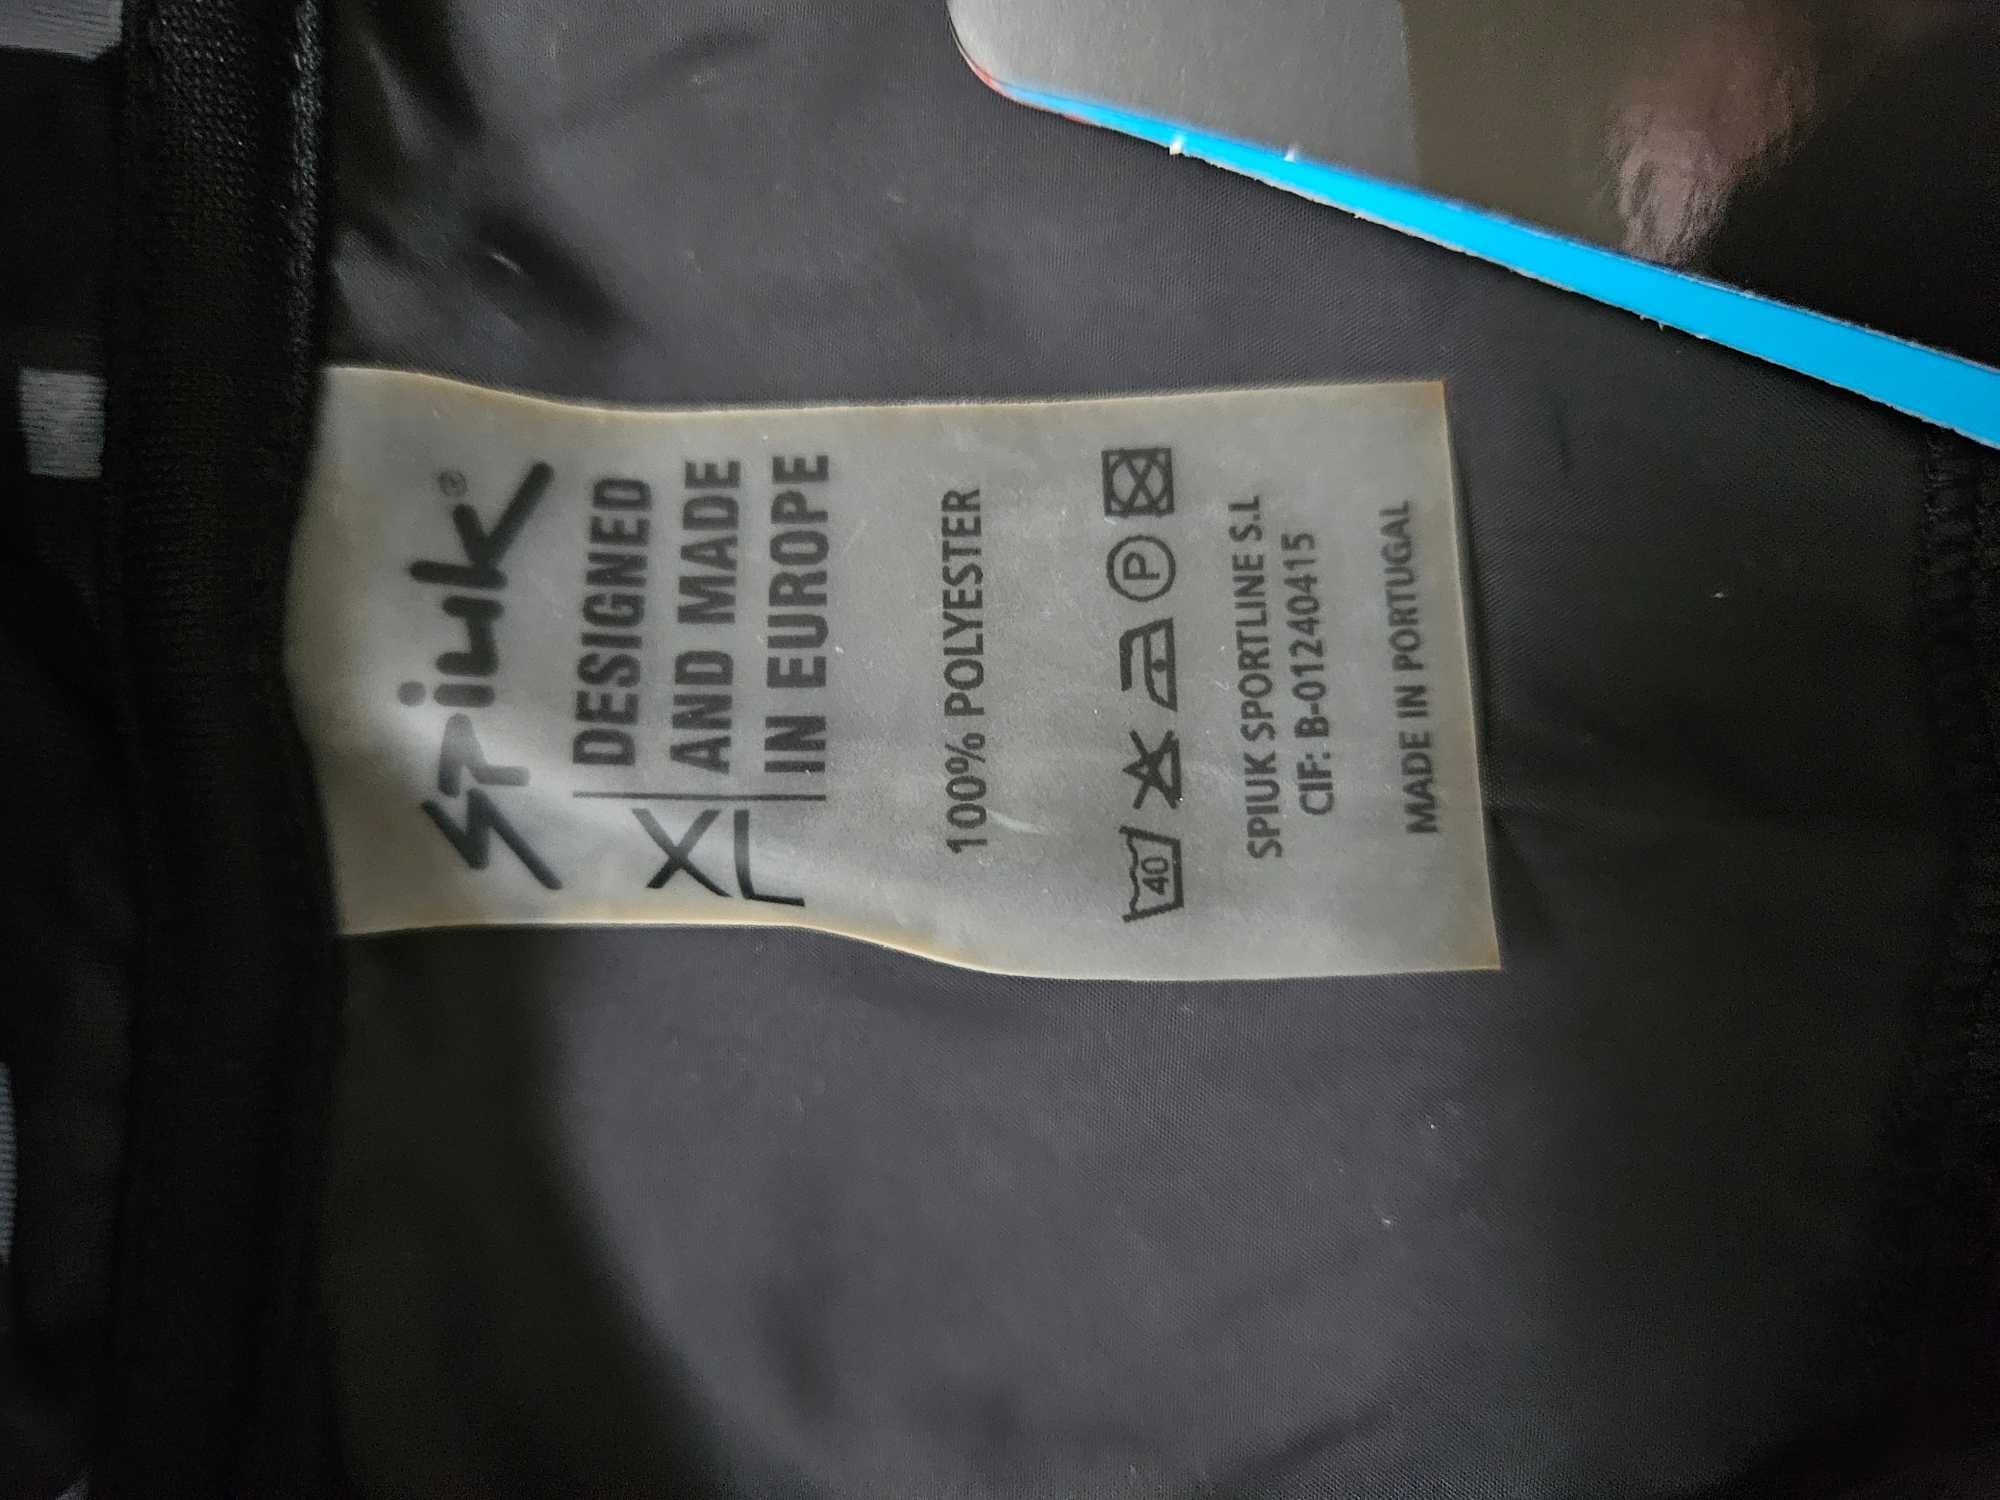 spiuk®
XL
DESIGNED
AND MADE
IN EUROPE
100% POLYESTER
40
P
SPIUK SPORTLINE S.L
CIF: B-01240415
MADE IN PORTUGAL